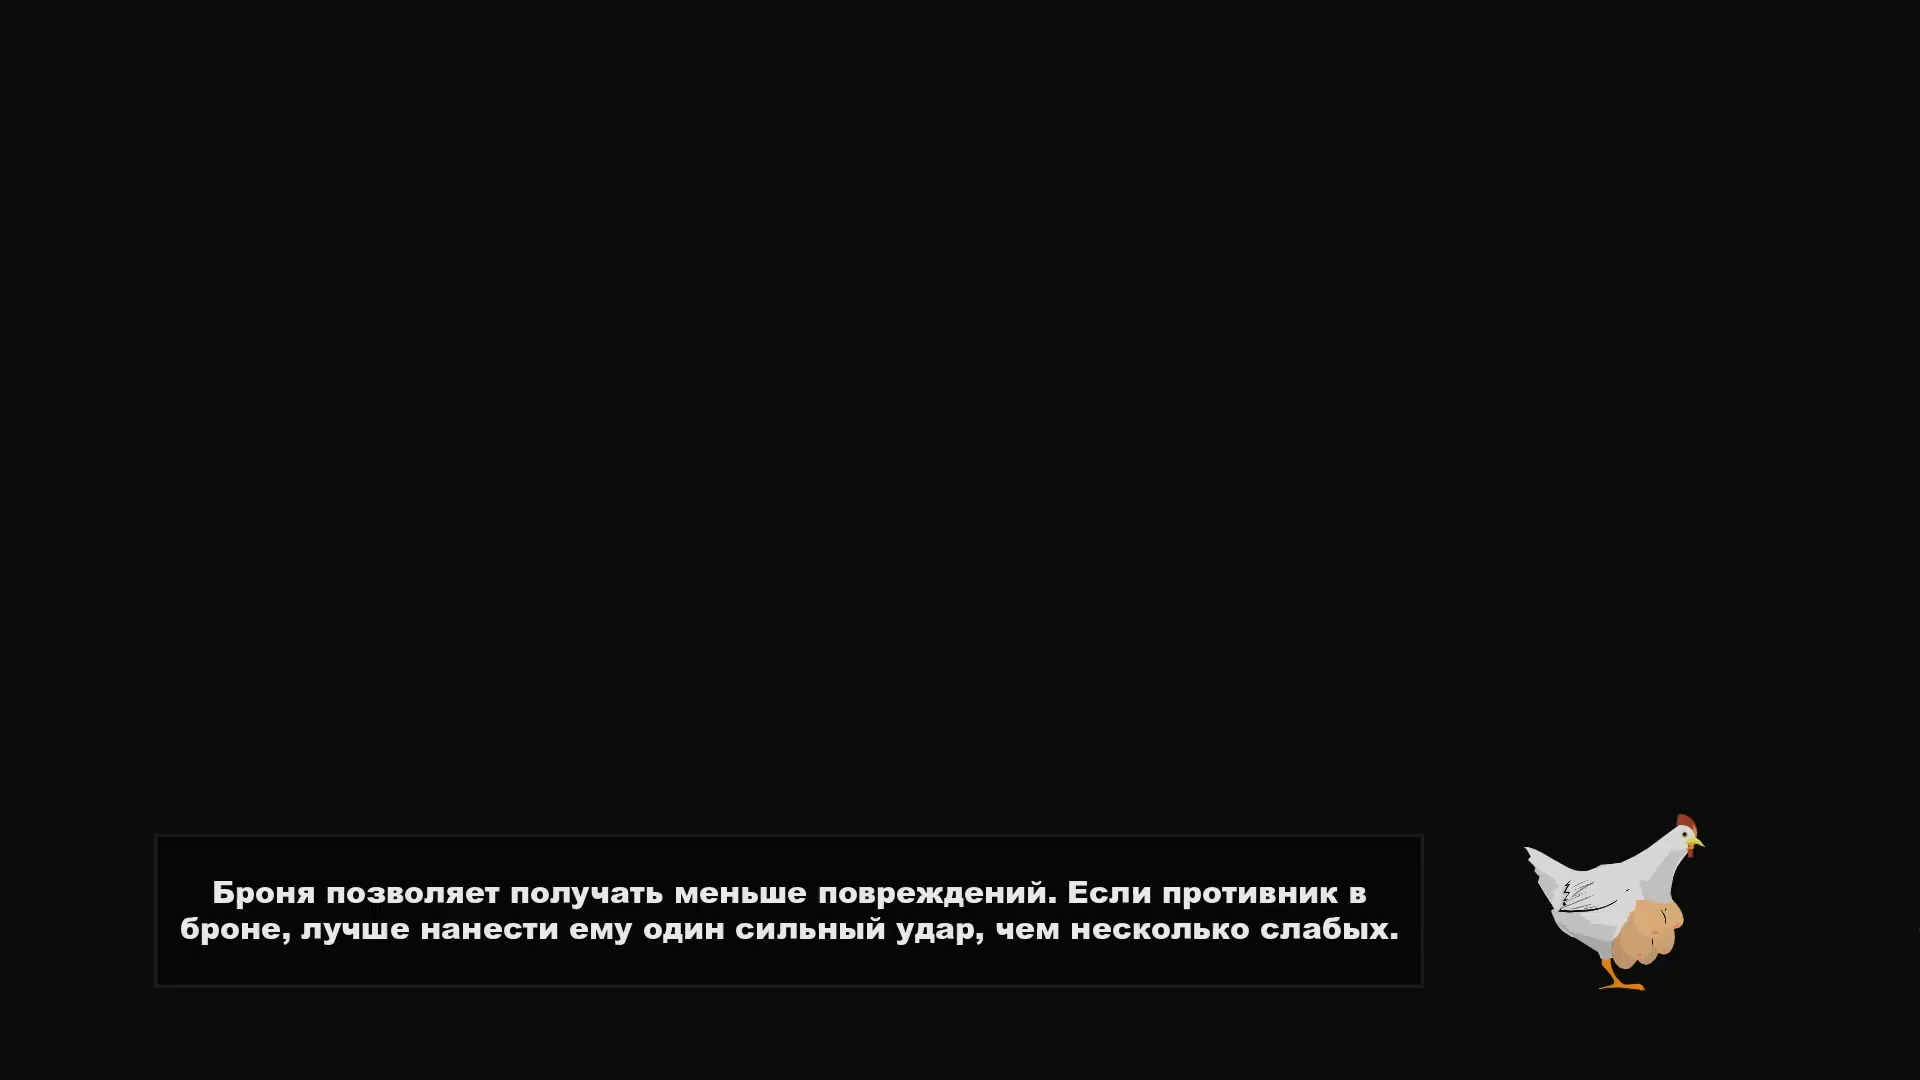 Броня позволяет получать меньше повреждений. Если противник в
броне, лучше нанести ему один сильный удар, чем несколько слабых.